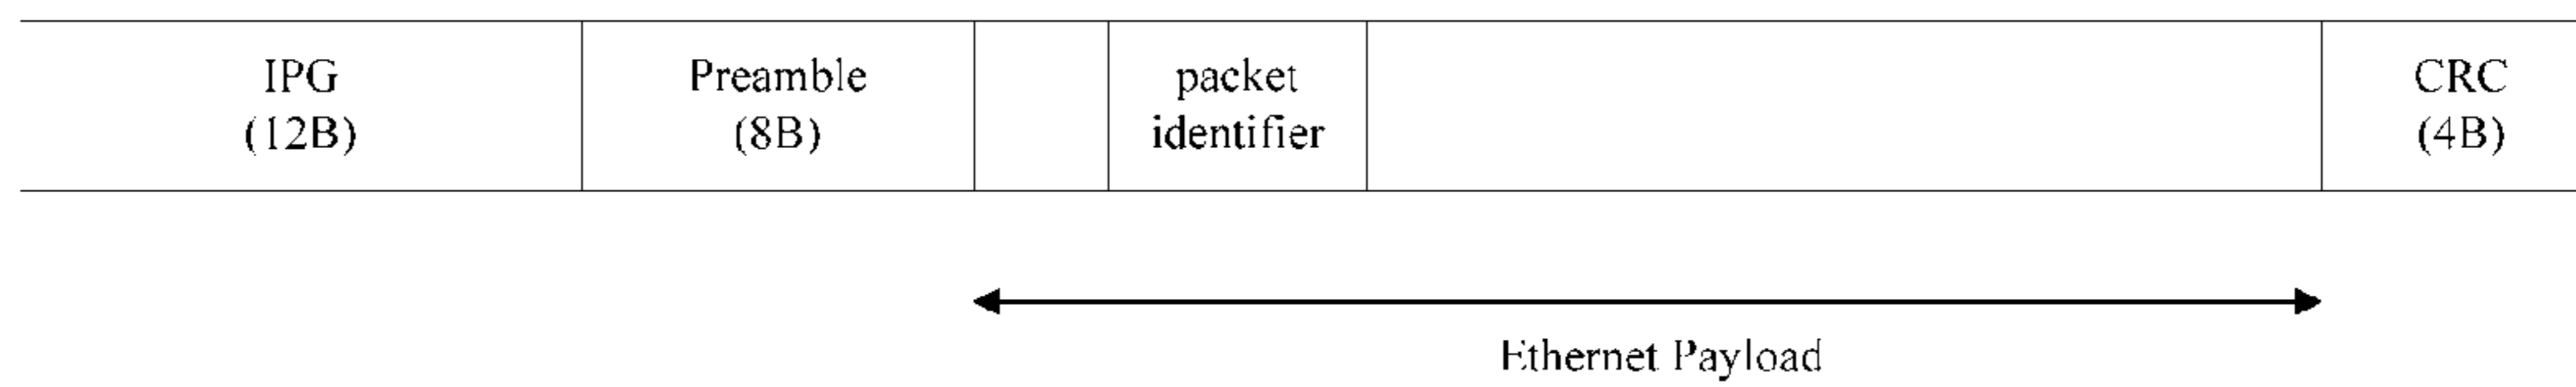 IPG
(12B)
Preamble
(8B)
packet
identifier
CRC
(4B)
Ethernet Payload